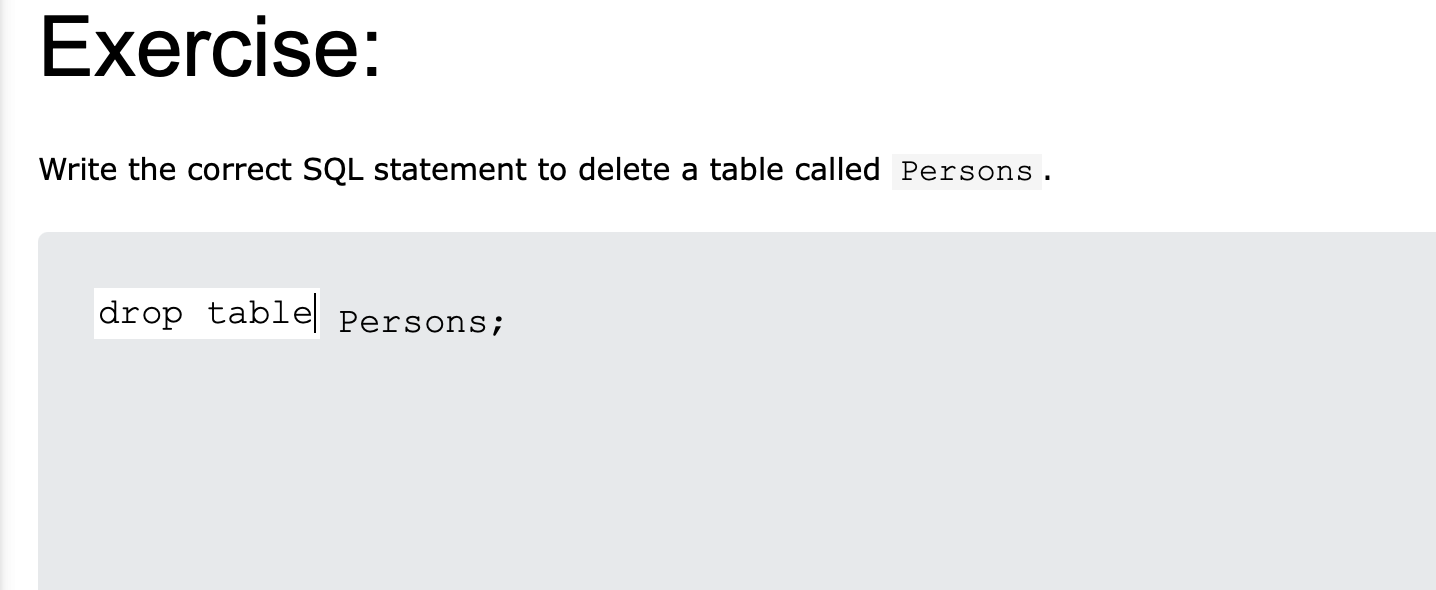 Exercise:
Write the correct SQL statement to delete a table called Persons.
drop table Persons;